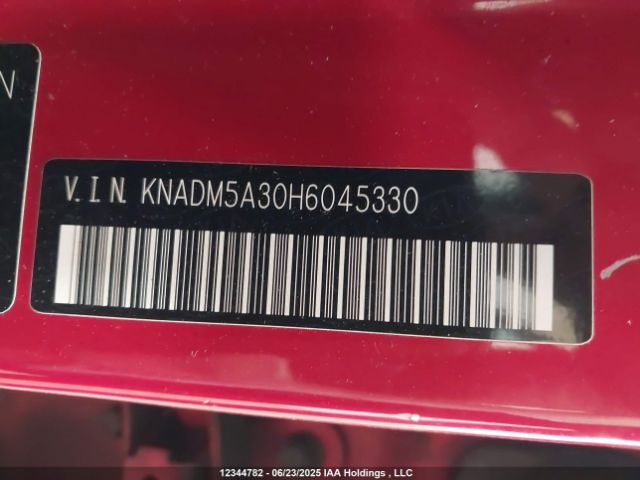 N
V.I.N. KNADM5A30H6045330
12344782 - 06/23/2025 IAA Holdings , LLC